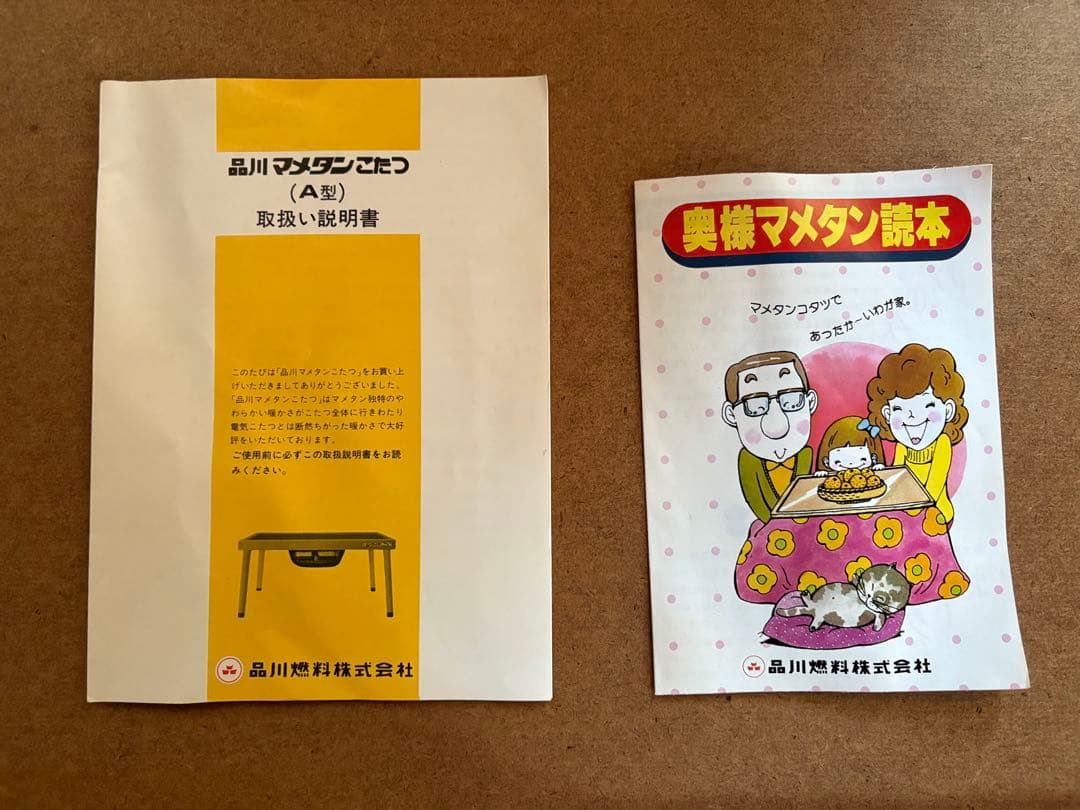 品川マメタンこたつ
(A型)
取扱い説明書
このたびは「品川マメタンこたつ」をお買い上
げいただきましてありがとうございました。
「品川マメタンこたつ」はマメタン独特のや
わらかい暖かさがこたつ全体に行きわたり
電気こたつとは断然ちがった暖かさで大好
評をいただいております。
ご使用前に必ずこの取扱説明書をお読
みください。
品川燃料株式会社
奥様マメタン読本
マメタンコタツで
あったか〜いわが家。
品川燃料株式会社